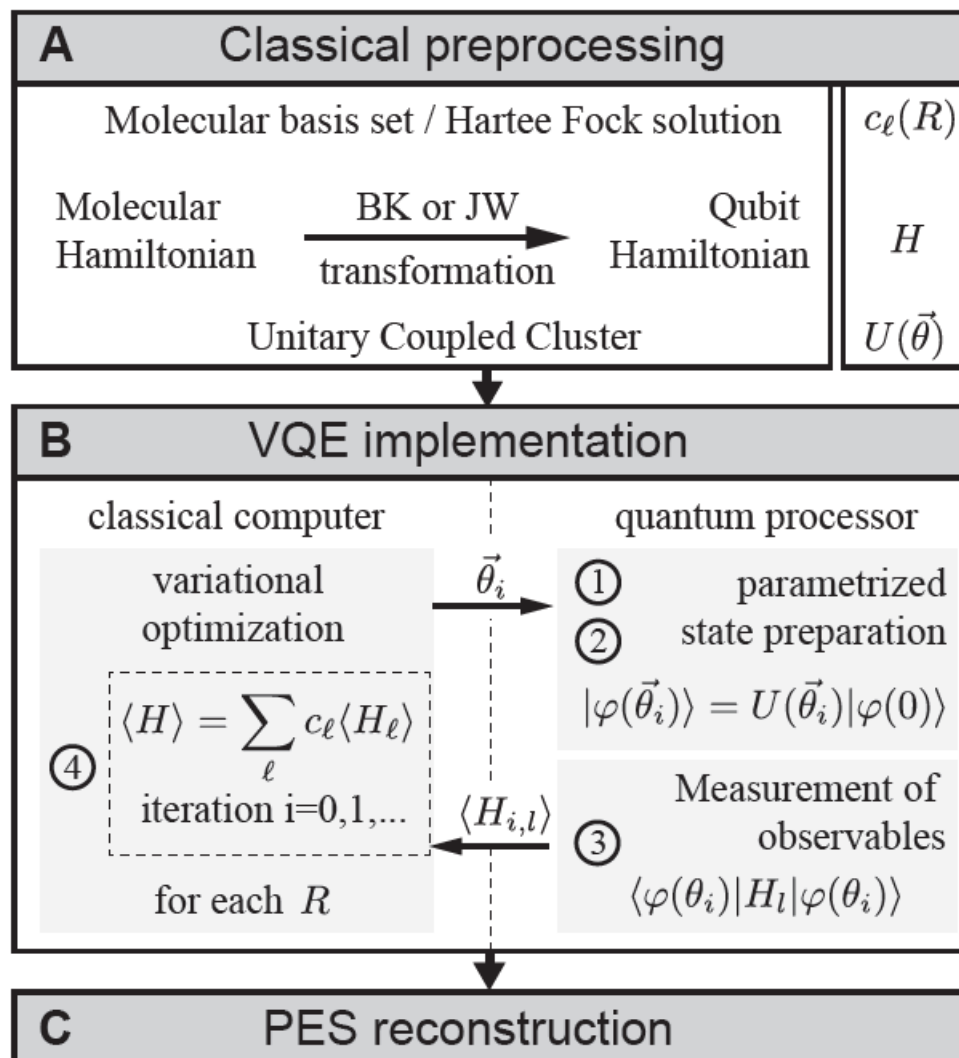 A Classical preprocessing
Molecular basis set / Hartee Fock solution
c_ℓ(R)
Molecular
Hamiltonian
BK or JW
transformation
Qubit
Hamiltonian
H
Unitary Coupled Cluster
U(θ⃗)
B VQE implementation
classical computer
quantum processor
variational
optimization
θ⃗_i
⟨H⟩ = ∑_ℓ c_ℓ⟨H_ℓ⟩
④
iteration i=0,1,...
for each R
①
②
parametrized
state preparation
|φ(θ⃗_i)⟩ = U(θ⃗_i)|φ(0)⟩
⟨H_{i,l}⟩
③
Measurement of
observables
⟨φ(θ_i)|H_l|φ(θ_i)⟩
C PES reconstruction